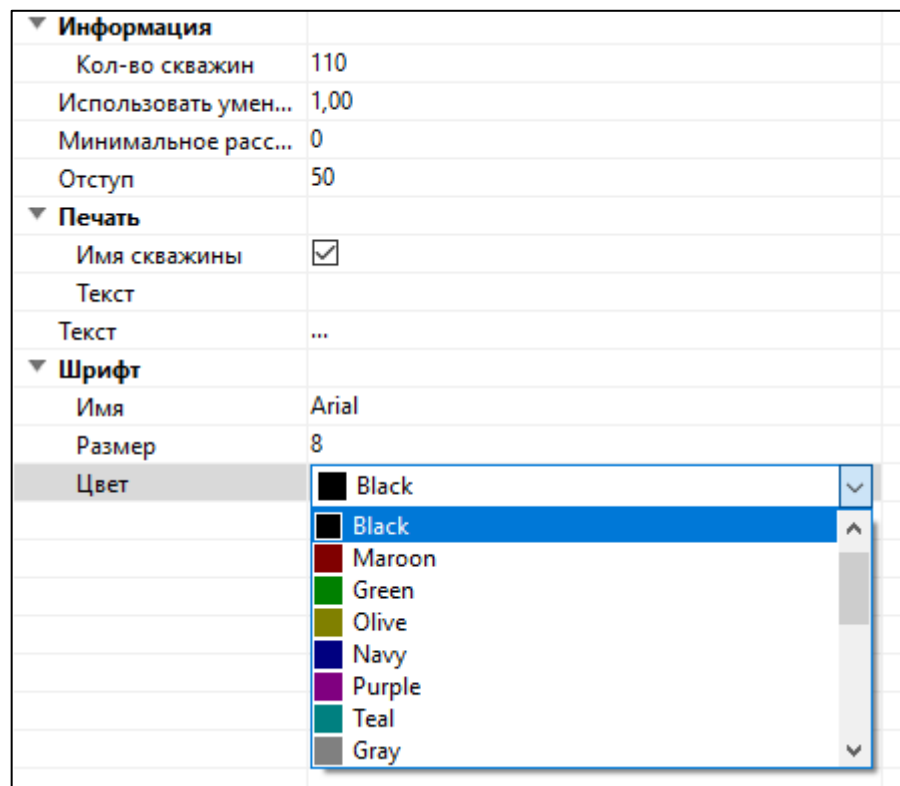 Информация
Кол-во скважин 110
Использовать умен... 1,00
Минимальное расс... 0
Отступ 50
Печать
Имя скважины
Текст
Текст ...
Шрифт
Имя Arial
Размер 8
Цвет Black
Black
Maroon
Green
Olive
Navy
Purple
Teal
Gray